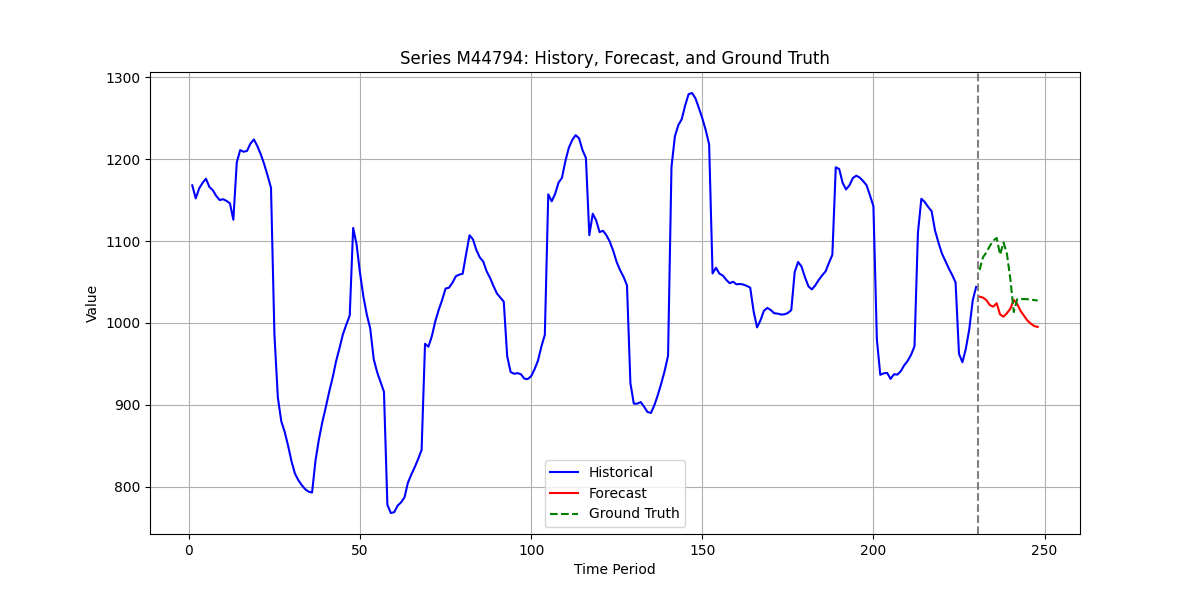 Series M44794: History, Forecast, and Ground Truth
1300
1200
1100
1000
900
800
Value
0
50
100
150
200
250
Time Period
Historical
Forecast
Ground Truth